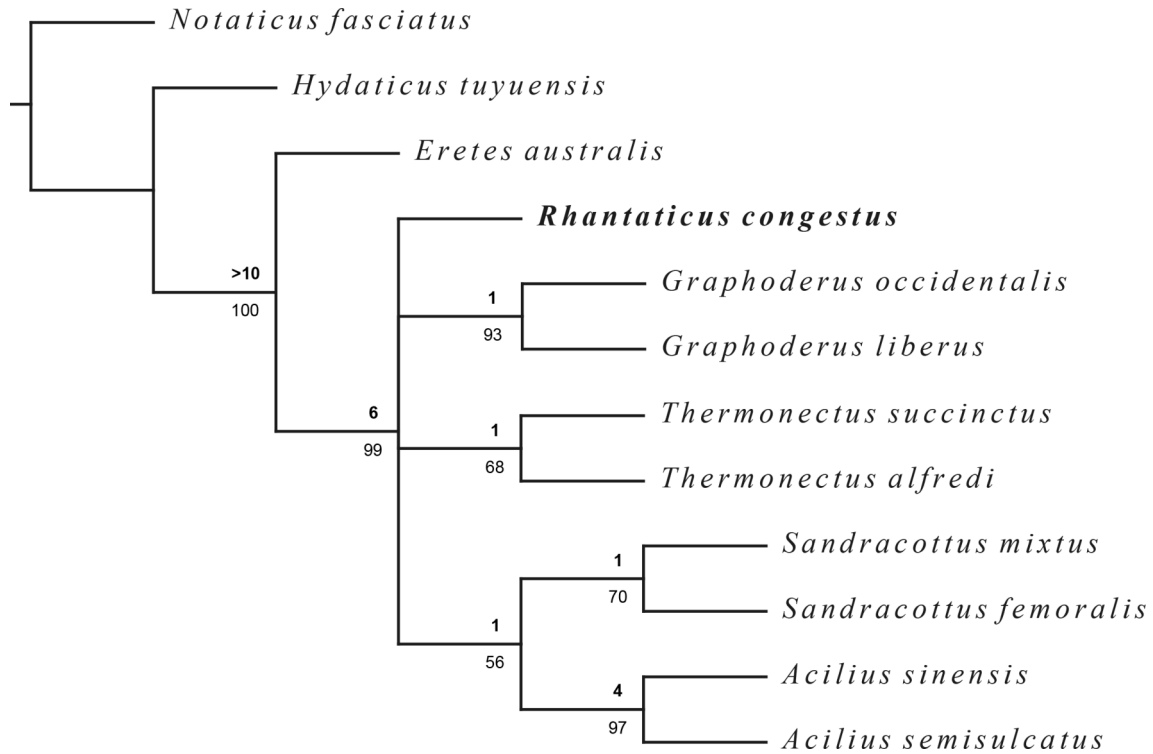 Notaticus fasciatus
Hydaticus tuyuensis
Eretes australis
Rhantaticus congestus
>10
100
Graphoderus occidentalis
1
93
Graphoderus liberus
6
99
Thermonectus succinctus
1
68
Thermonectus alfredi
Sandracottus mixtus
1
70
Sandracottus femoralis
1
56
Acilius sinensis
4
97
Acilius semisulcatus